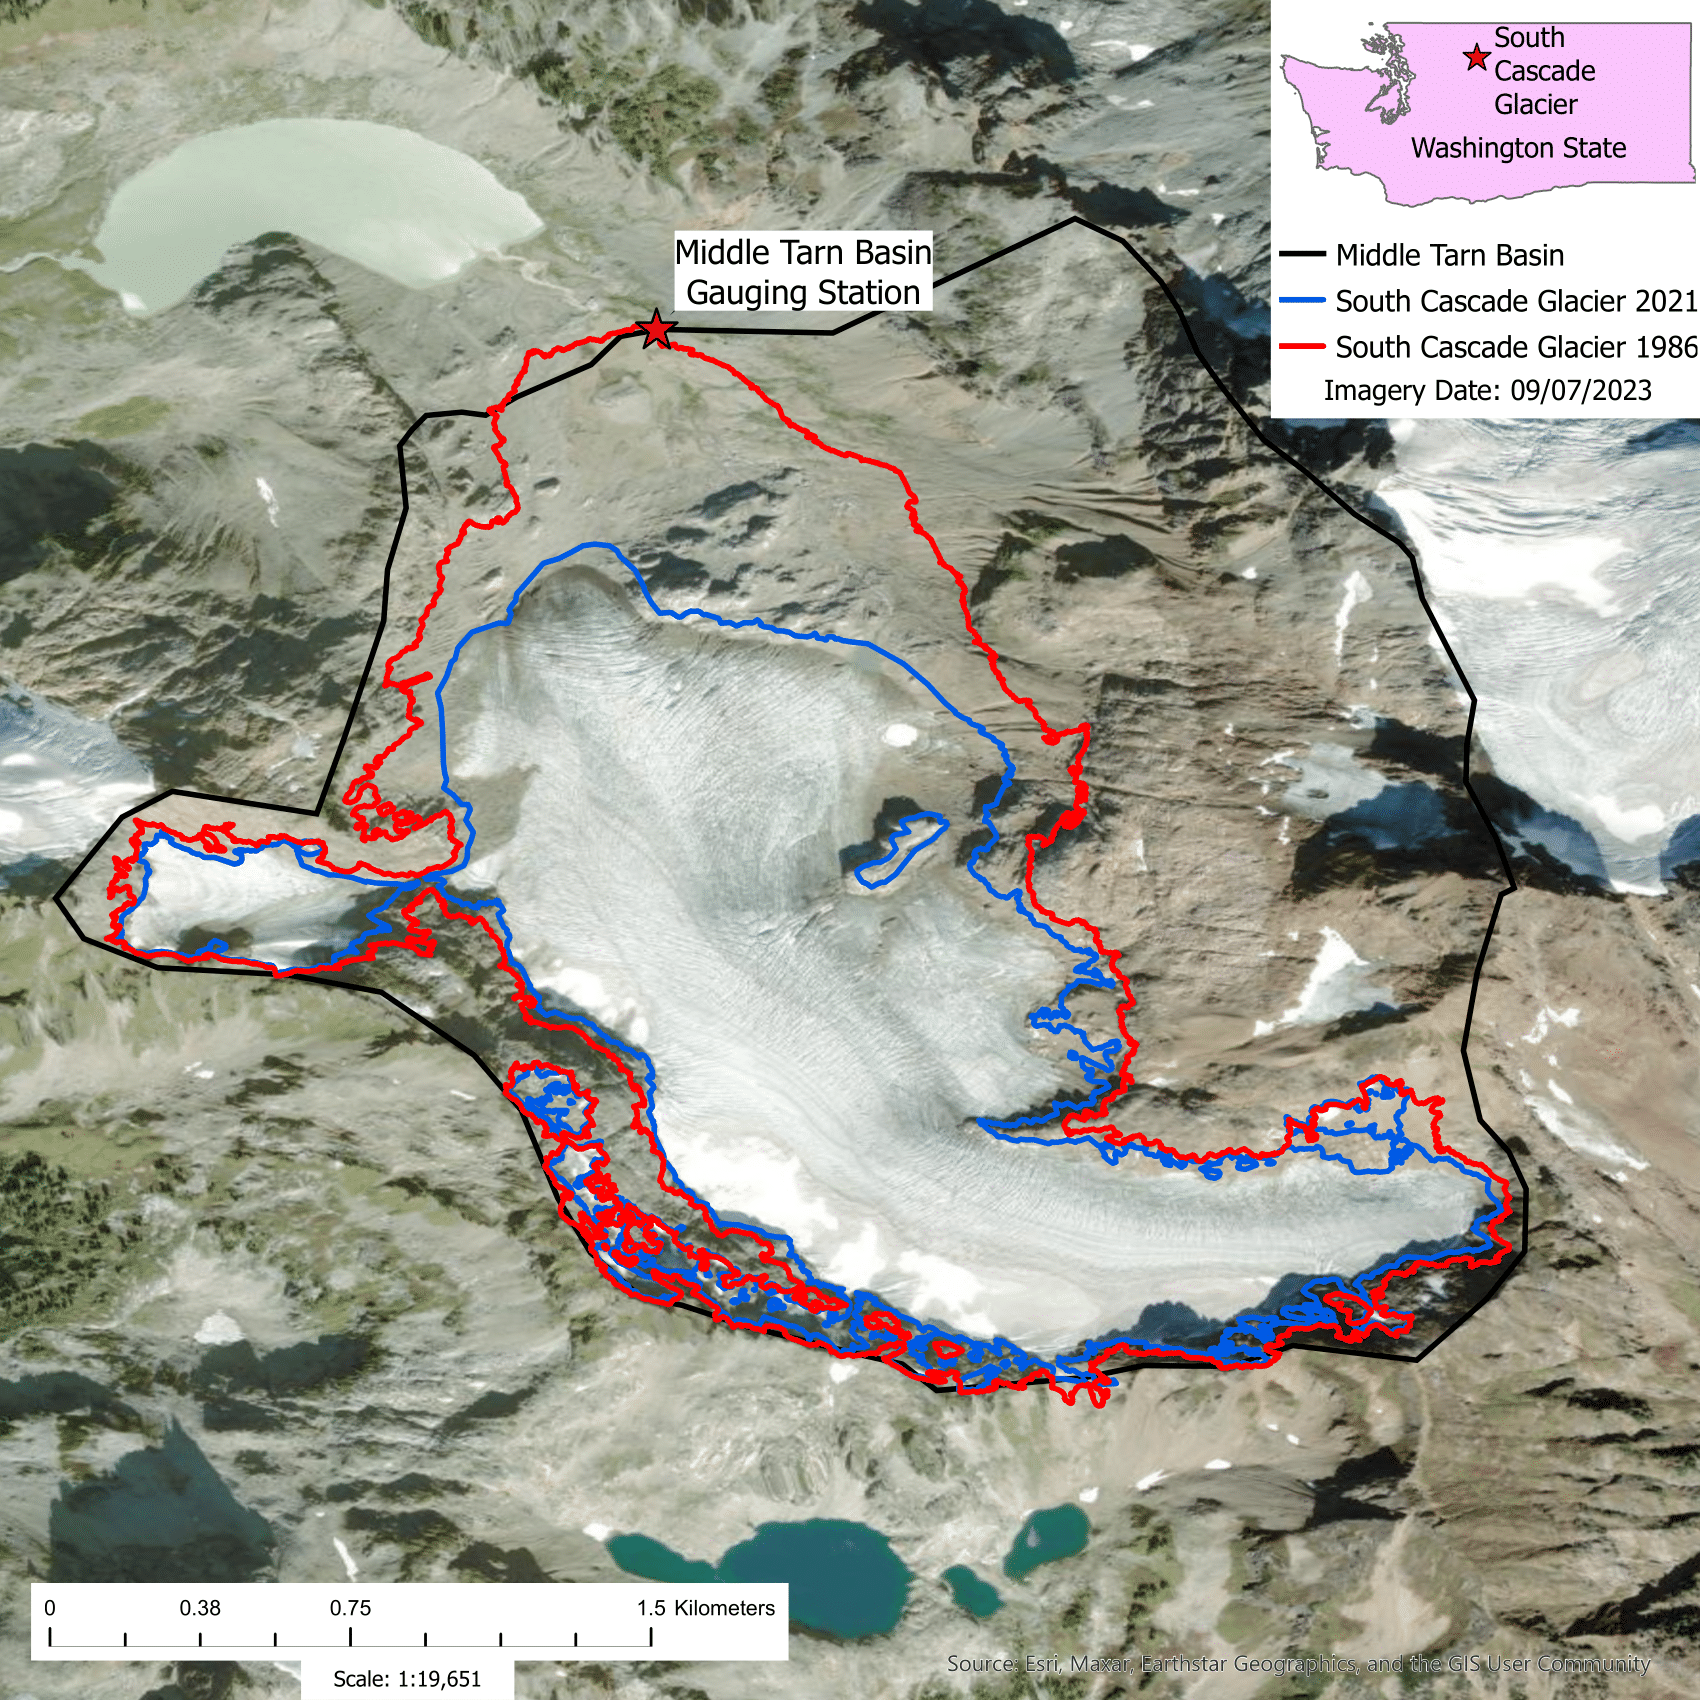 South
Cascade
Glacier
Washington State
Middle Tarn Basin
South Cascade Glacier 2021
South Cascade Glacier 1986
Imagery Date: 09/07/2023
Middle Tarn Basin
Gauging Station
0 0.38 0.75 1.5 Kilometers
Scale: 1:19,651
Source: Esri, Maxar, Earthstar Geographics, and the GIS User Community